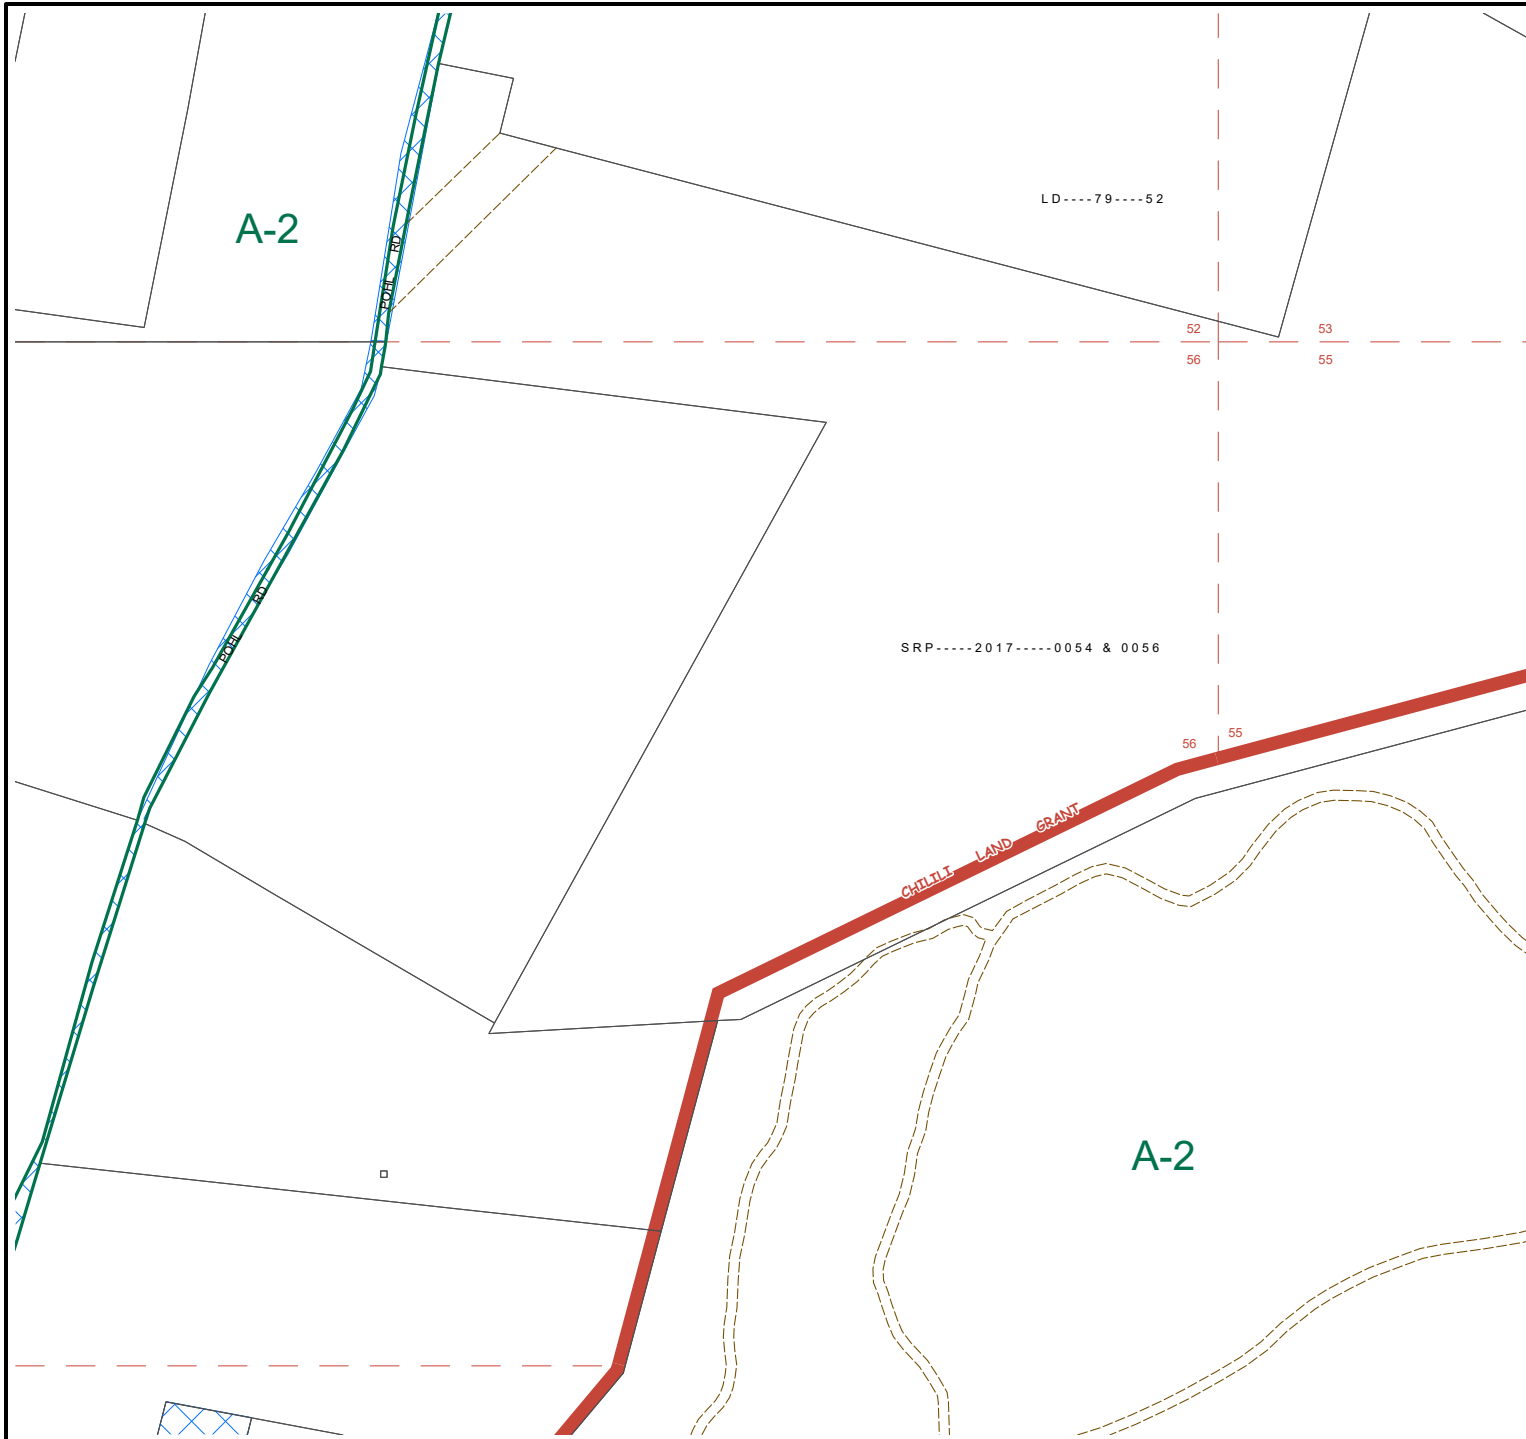 LD----79----52
A-2
POHL RD
52
53
56
55
POHL RD
SRP-----2017-----0054 & 0056
56
55
CHILILI LAND GRANT
A-2